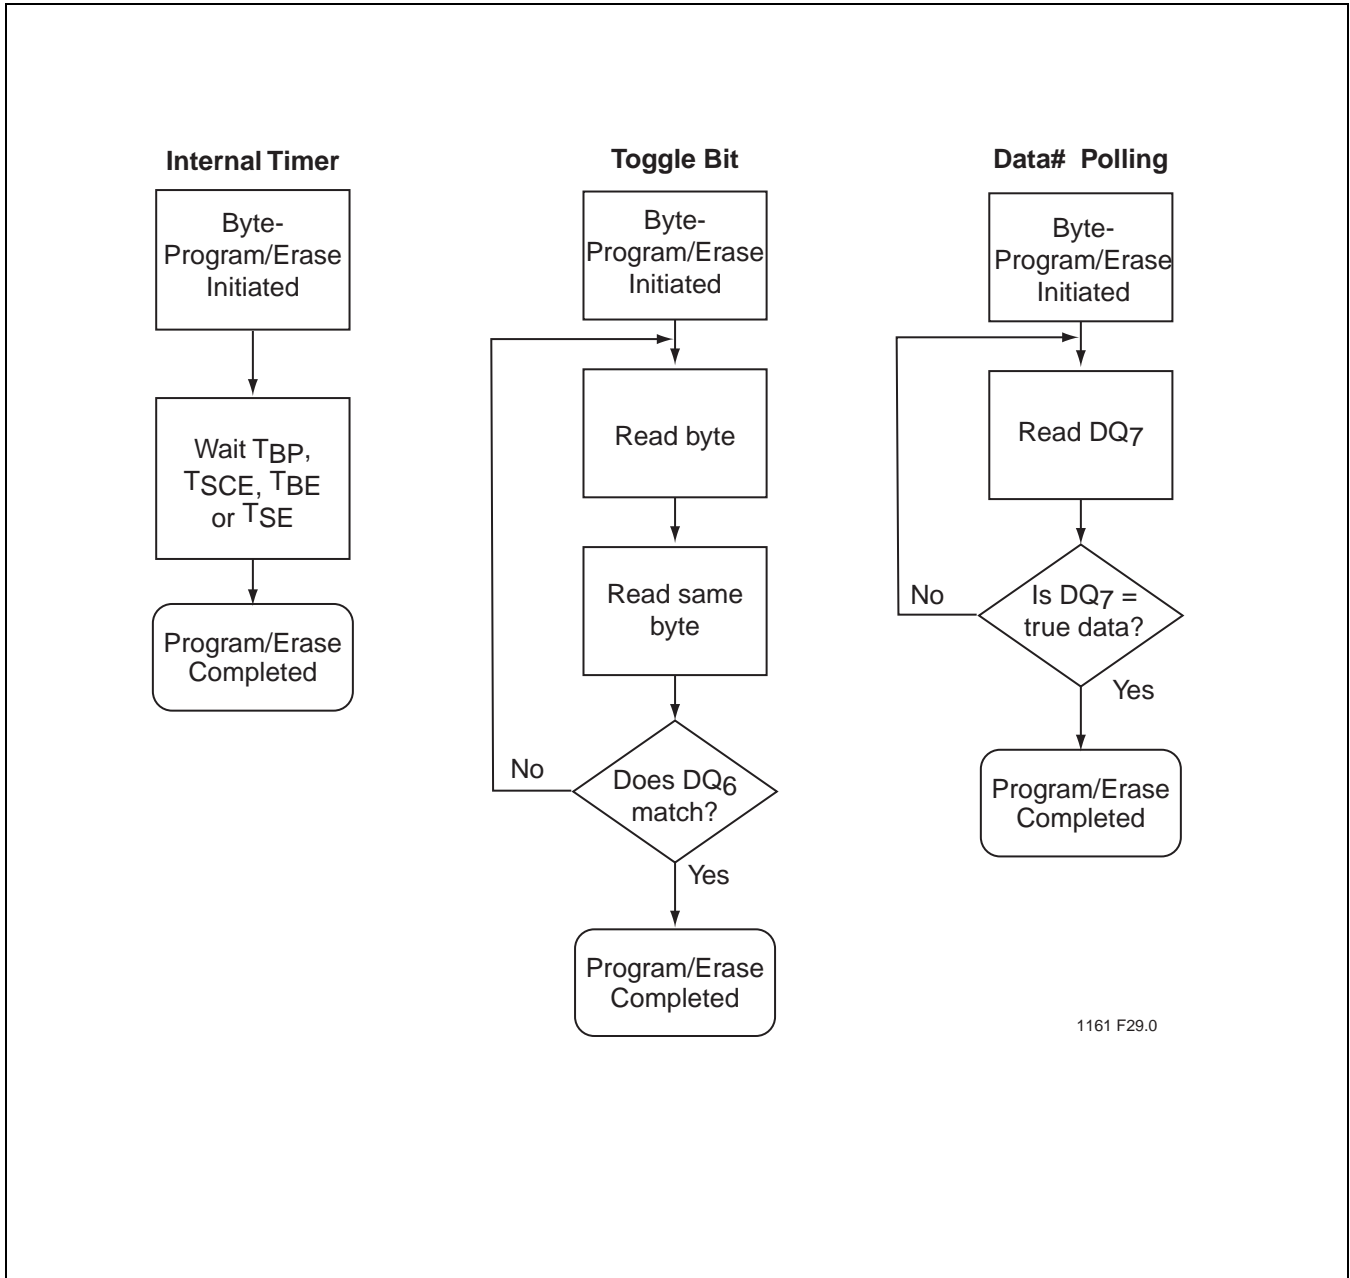 Internal Timer
Byte-
Program/Erase
Initiated
Wait TBP,
TSCE, TBE
or TSE
Program/Erase
Completed
Toggle Bit
Byte-
Program/Erase
Initiated
Read byte
Read same
byte
No
Does DQ6
match?
Yes
Program/Erase
Completed
Data# Polling
Byte-
Program/Erase
Initiated
Read DQ7
No
Is DQ7 =
true data?
Yes
Program/Erase
Completed
1161 F29.0